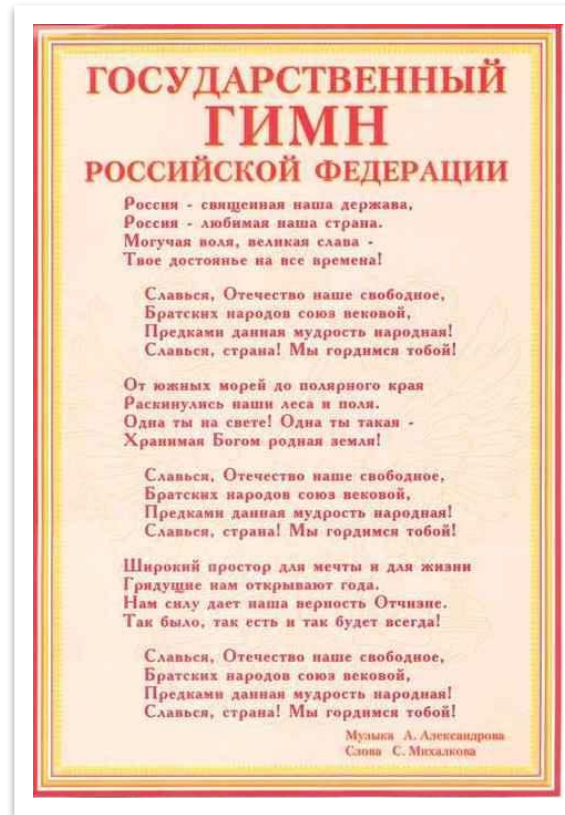 ГОСУДАРСТВЕННЫЙ
ГИМН
РОССИЙСКОЙ ФЕДЕРАЦИИ
Россия - священная наша держава,
Россия - любимая наша страна.
Могучая воля, великая слава -
Твое достоянье на все времена!
Славься, Отечество наше свободное,
Братских народов союз вековой,
Предками данная мудрость народная!
Славься, страна! Мы гордимся тобой!
От южных морей до полярного края
Раскинулись наши леса и поля.
Одна ты на свете! Одна ты такая -
Хранимая Богом родная земля!
Славься, Отечество наше свободное,
Братских народов союз вековой,
Предками данная мудрость народная!
Славься, страна! Мы гордимся тобой!
Широкий простор для мечты и для жизни
Грядущие нам открывают года.
Нам силу дает наша верность Отчизне.
Так было, так есть и так будет всегда!
Славься, Отечество наше свободное,
Братских народов союз вековой,
Предками данная мудрость народная!
Славься, страна! Мы гордимся тобой!
Музыка А. Александрова
Слова С. Михалкова